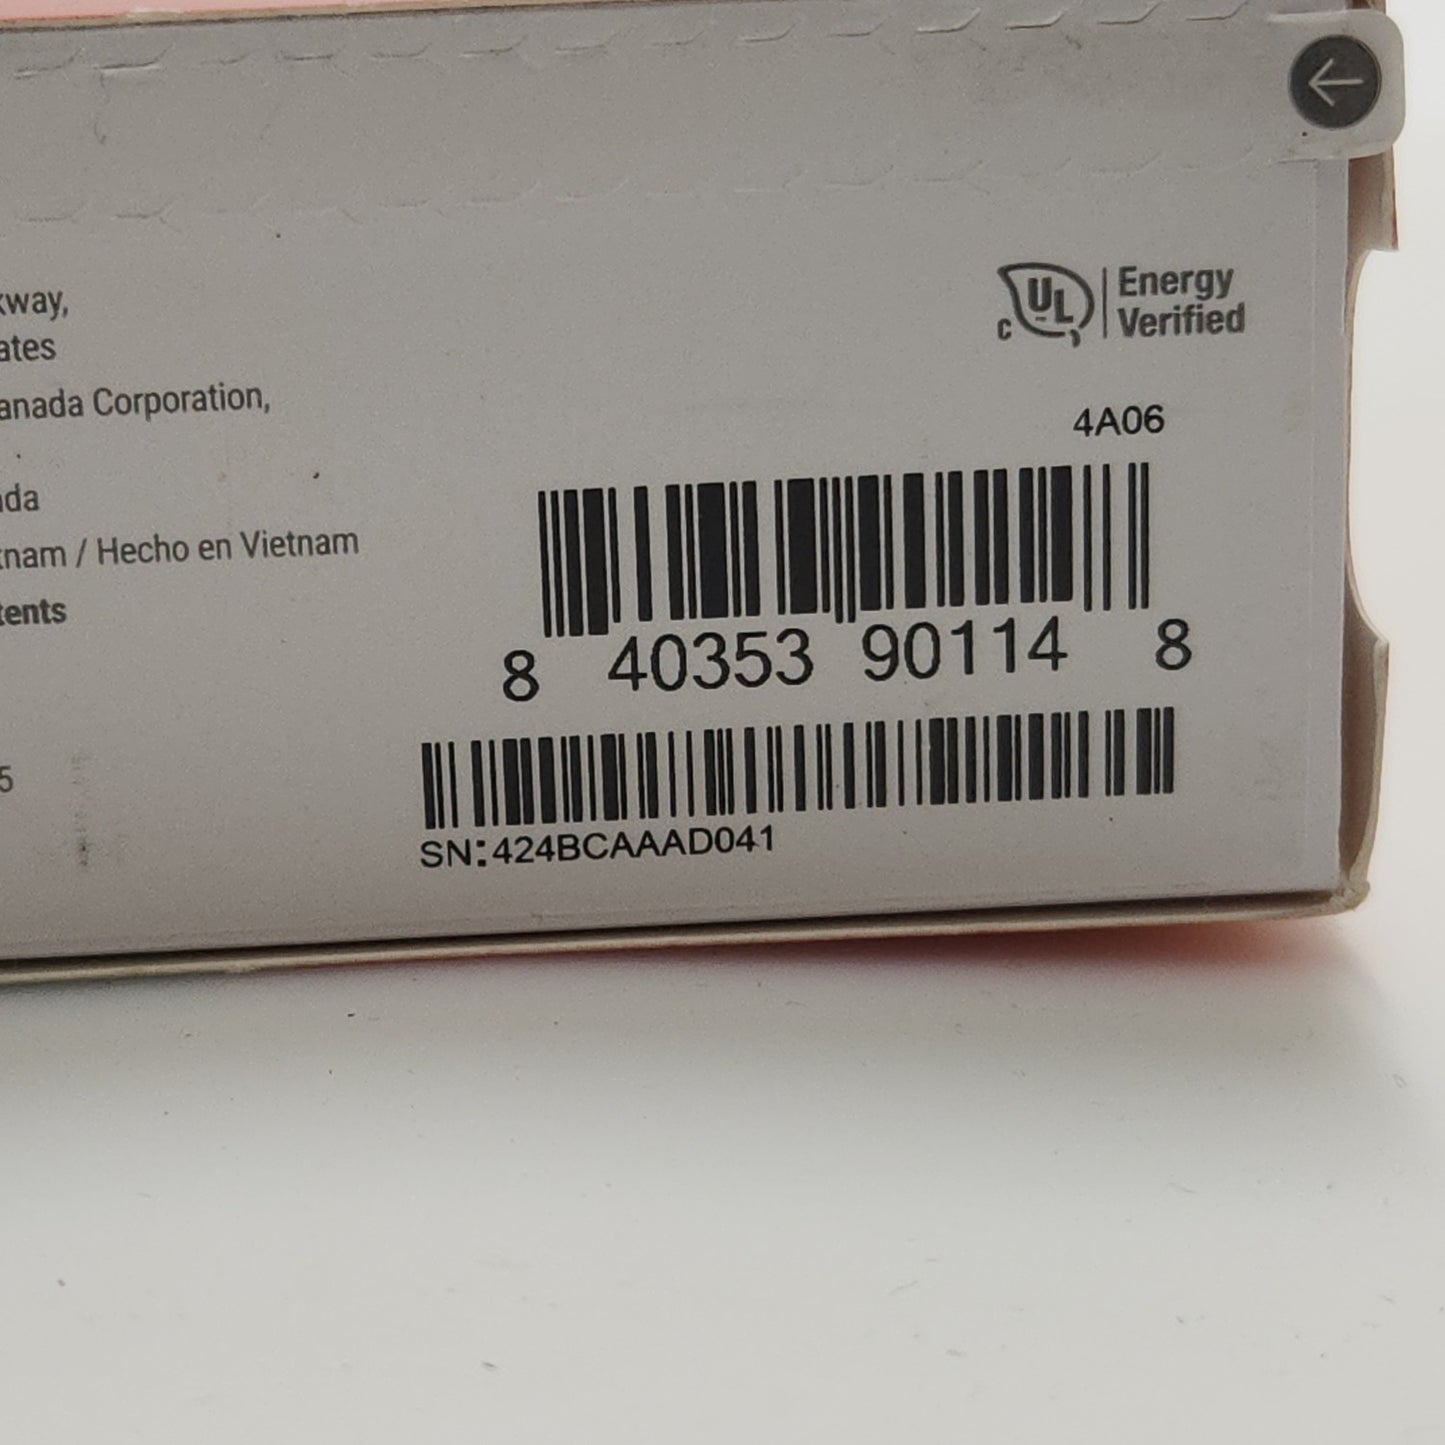 kway,
ates
anada Corporation,
ada
tnam / Hecho en Vietnam
tents
5
c UL Energy
Verified
4A06
8 40353 90114 8
SN:424BCAAAD041